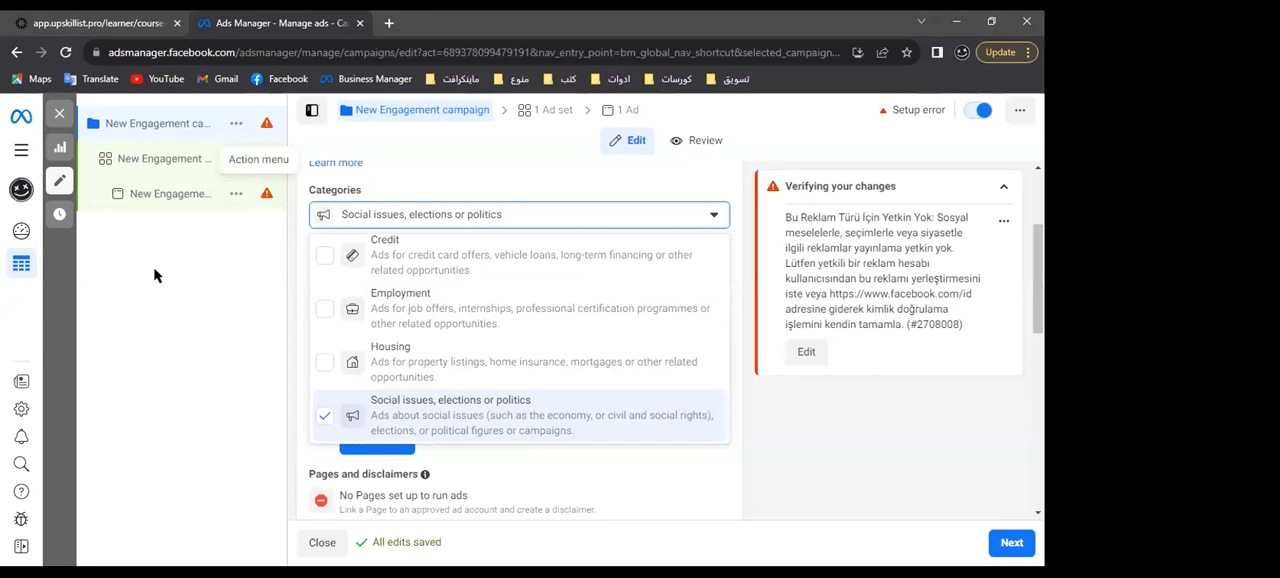 app.upskillist.pro/learner/course
Ads Manager - Manage ads - Ca
adsmanager.facebook.com/adsmanager/manage/campaigns/edit?act=689378099479191&nav_entry_point=bm_global_nav_shortcut&selected_campaign...
Update
Maps
Translate
YouTube
Gmail
Facebook
Business Manager
ماينكرافت
منوع
كتب
ادوات
كورسات
تسويق
New Engagement ca...
New Engagement ...
Action menu
New Engageme...
New Engagement campaign
1 Ad set
1 Ad
Setup error
Edit
Review
Learn more
Categories
Social issues, elections or politics
Credit
Ads for credit card offers, vehicle loans, long-term financing or other
related opportunities.
Employment
Ads for job offers, internships, professional certification programmes or
other related opportunities.
Housing
Ads for property listings, home insurance, mortgages or other related
opportunities.
Social issues, elections or politics
Ads about social issues (such as the economy, or civil and social rights),
elections, or political figures or campaigns.
Pages and disclaimers
No Pages set up to run ads
Link a Page to an approved ad account and create a disclaimer.
Verifying your changes
Bu Reklam Türü İçin Yetkin Yok: Sosyal
meselelerle, seçimlerle veya siyasetle
ilgili reklamlar yayınlama yetkin yok.
Lütfen yetkili bir reklam hesabı
kullanıcısından bu reklamı yerleştirmesini
iste veya https://www.facebook.com/id
adresine giderek kimlik doğrulama
işlemini kendin tamamla. (#2708008)
Edit
Close
All edits saved
Next